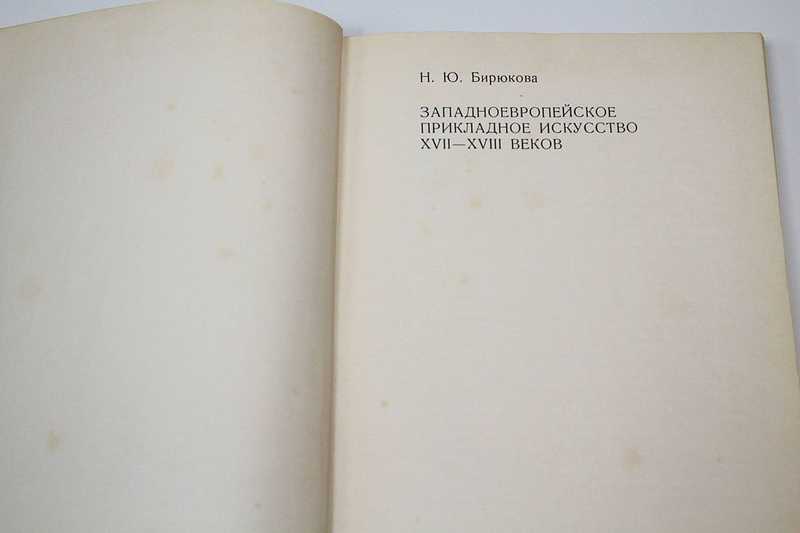 Н. Ю. Бирюкова
ЗАПАДНОЕВРОПЕЙСКОЕ
ПРИКЛАДНОЕ ИСКУССТВО
XVII—XVIII ВЕКОВ